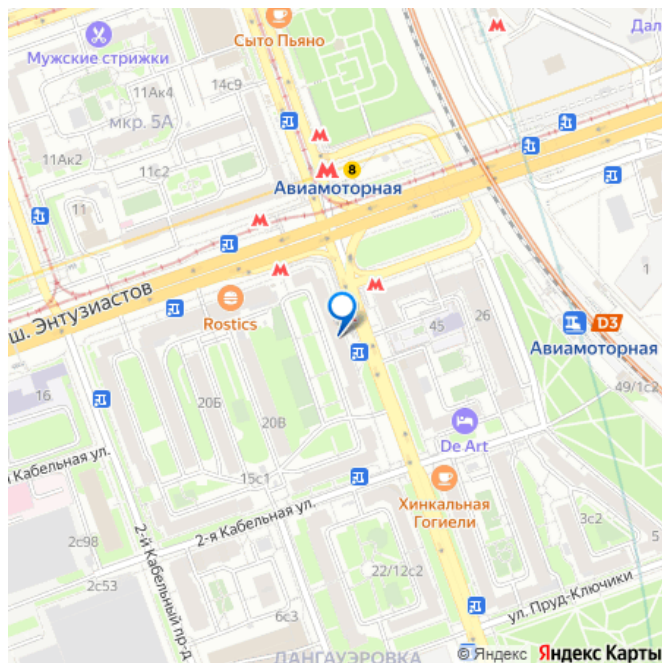 Сыто Пьяно
Дал
Мужские стрижки
11Ак4
14с9
мкр. 5А
11Ак2
11с2
8
Авиамоторная
11
1
ш. Энтузиастов
Rostics
45
26
D3
Авиамоторная
49/1с2
16
20Б
20В
De Art
Кабельная ул.
15с1
Хинкальная
Гогиели
2-я Кабельная ул.
2с98
3с2
5
2-й Кабельный пр-д
22/12с2
2с53
ул. Пруд-Ключики
6с3
ЛАНГАУЭРОВКА
© Яндекс Яндекс Карты